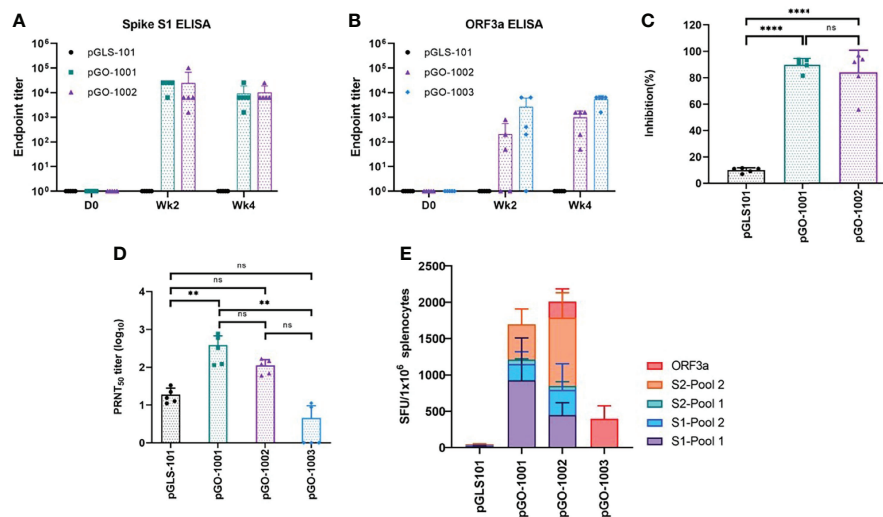 A
Spike S1 ELISA
Endpoint titer
10⁶
10⁵
10⁴
10³
10²
10¹
10⁰
pGLS-101
pGO-1001
pGO-1002
D0
Wk2
Wk4
B
ORF3a ELISA
Endpoint titer
10⁶
10⁵
10⁴
10³
10²
10¹
10⁰
pGLS-101
pGO-1002
pGO-1003
D0
Wk2
Wk4
C
Inhibition(%)
120
100
80
60
40
20
0
****
****
ns
pGLS101
pGO-1001
pGO-1002
D
PRNT₅₀ titer (log₁₀)
4
3
2
1
0
ns
ns
**
**
ns
ns
pGLS-101
pGO-1001
pGO-1002
pGO-1003
E
SFU/1x10⁶ splenocytes
2500
2000
1500
1000
500
0
pGLS101
pGO-1001
pGO-1002
pGO-1003
ORF3a
S2-Pool 2
S2-Pool 1
S1-Pool 2
S1-Pool 1